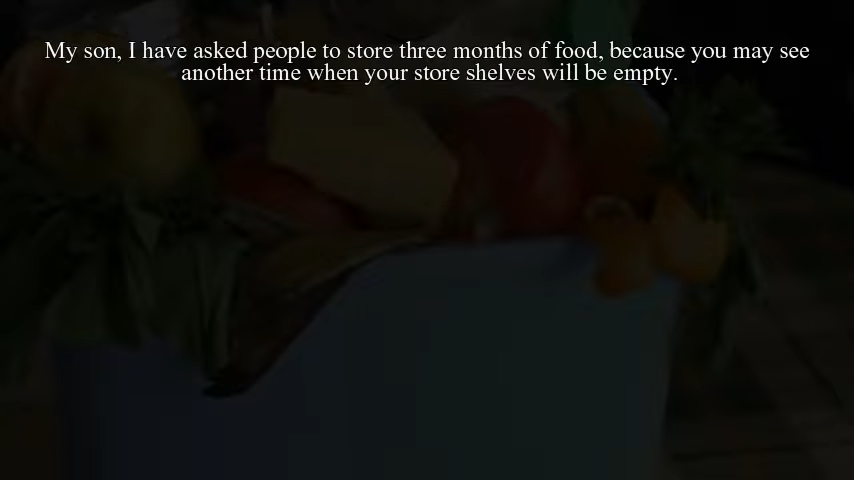 My son, I have asked people to store three months of food, because you may see
another time when your store shelves will be empty.